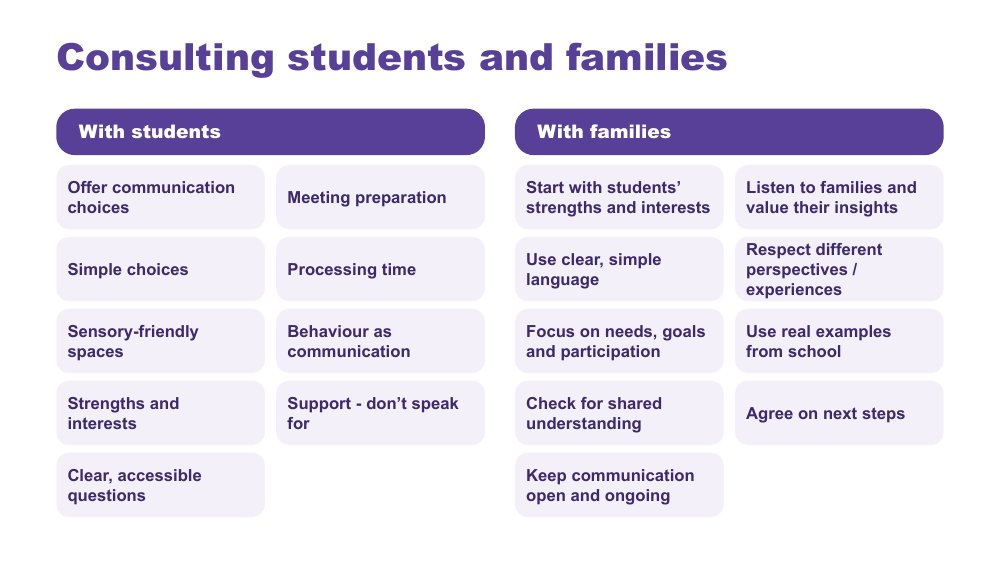 Consulting students and families
With students
Offer communication
choices
Meeting preparation
Simple choices
Processing time
Sensory-friendly
spaces
Behaviour as
communication
Strengths and
interests
Support - don’t speak
for
Clear, accessible
questions
With families
Start with students’
strengths and interests
Listen to families and
value their insights
Use clear, simple
language
Respect different
perspectives /
experiences
Focus on needs, goals
and participation
Use real examples
from school
Check for shared
understanding
Agree on next steps
Keep communication
open and ongoing